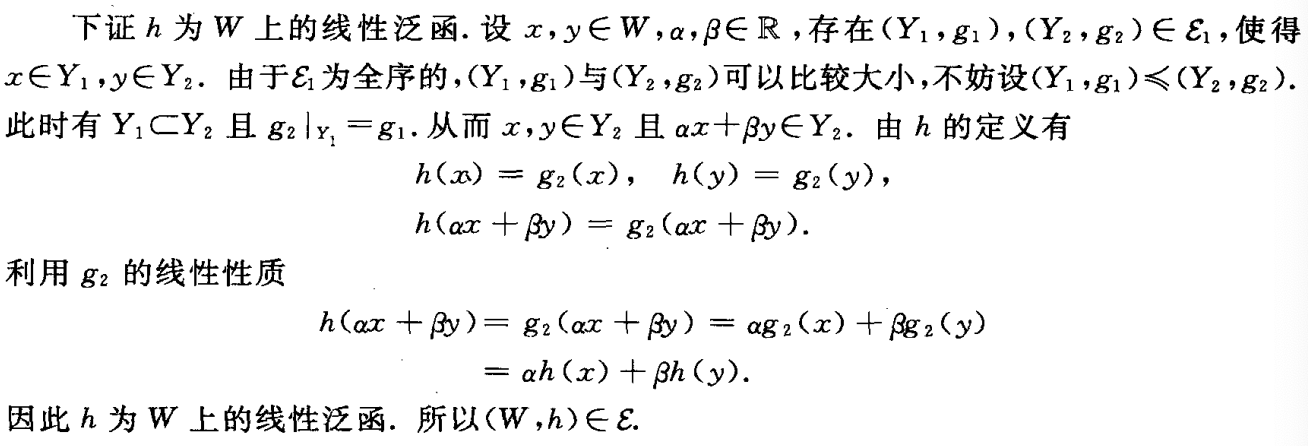 下证 h 为 W 上的线性泛函. 设 x,y∈W,α,β∈ℝ,存在(Y₁,g₁),(Y₂,g₂)∈ℰ₁,使得
x∈Y₁,y∈Y₂. 由于ℰ₁为全序的,(Y₁,g₁)与(Y₂,g₂)可以比较大小,不妨设(Y₁,g₁)≤(Y₂,g₂).
此时有 Y₁⊂Y₂ 且 g₂|_{Y₁}=g₁. 从而 x,y∈Y₂ 且 αx+βy∈Y₂. 由 h 的定义有
h(x) = g₂(x), h(y) = g₂(y),
h(αx+βy) = g₂(αx+βy).
利用 g₂ 的线性性质
h(αx+βy) = g₂(αx+βy) = αg₂(x)+βg₂(y)
= αh(x)+βh(y).
因此 h 为 W 上的线性泛函. 所以(W,h)∈ℰ.